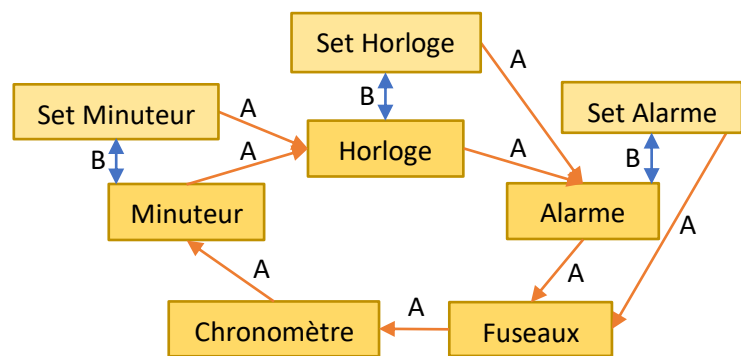 Set Horloge
A
Set Minuteur
B
Set Alarme
A
B
A
Horloge
A
B
Minuteur
Alarme
A
A
A
Chronomètre
A
Fuseaux